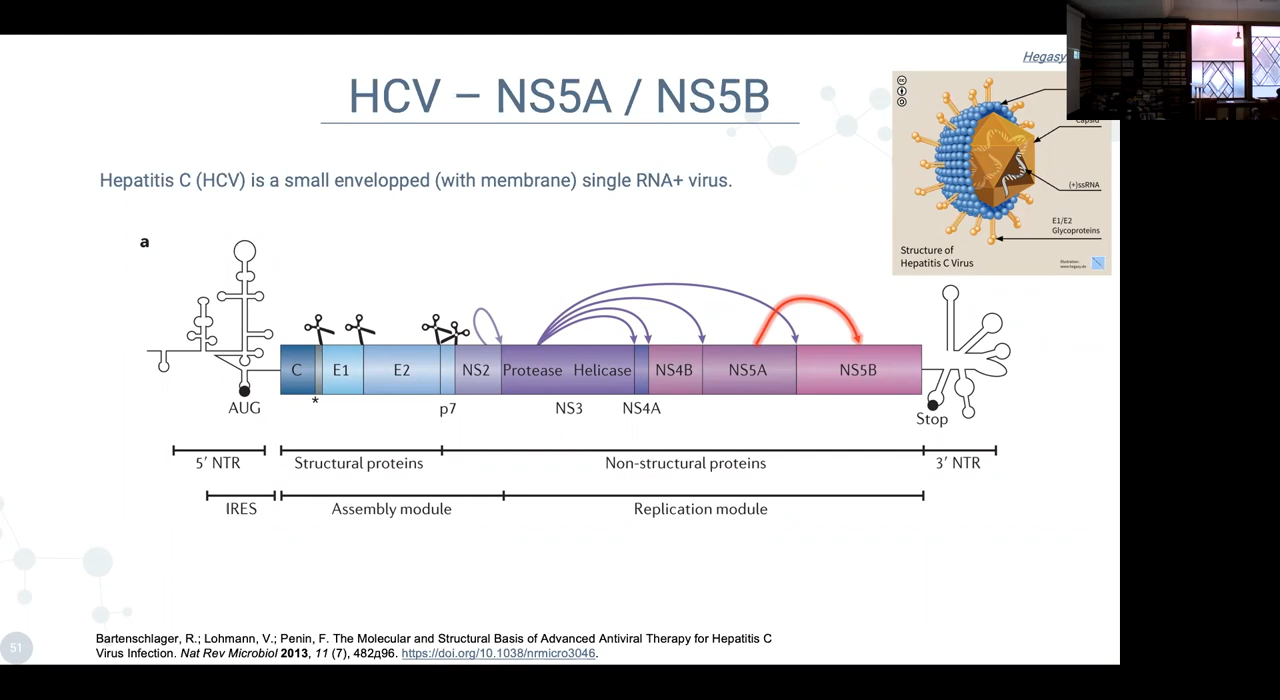 Hegasy
HCV – NS5A / NS5B
Hepatitis C (HCV) is a small envelopped (with membrane) single RNA+ virus.
Capsid
(+)ssRNA
E1/E2
Glycoproteins
Structure of
Hepatitis C Virus
Illustration:
www.hegasy.de
a
C
E1
E2
NS2
Protease
Helicase
NS4B
NS5A
NS5B
*
AUG
p7
NS3
NS4A
Stop
5′ NTR
Structural proteins
Non-structural proteins
3′ NTR
IRES
Assembly module
Replication module
51
Bartenschlager, R.; Lohmann, V.; Penin, F. The Molecular and Structural Basis of Advanced Antiviral Therapy for Hepatitis C
Virus Infection. Nat Rev Microbiol 2013, 11 (7), 482д96. https://doi.org/10.1038/nrmicro3046.